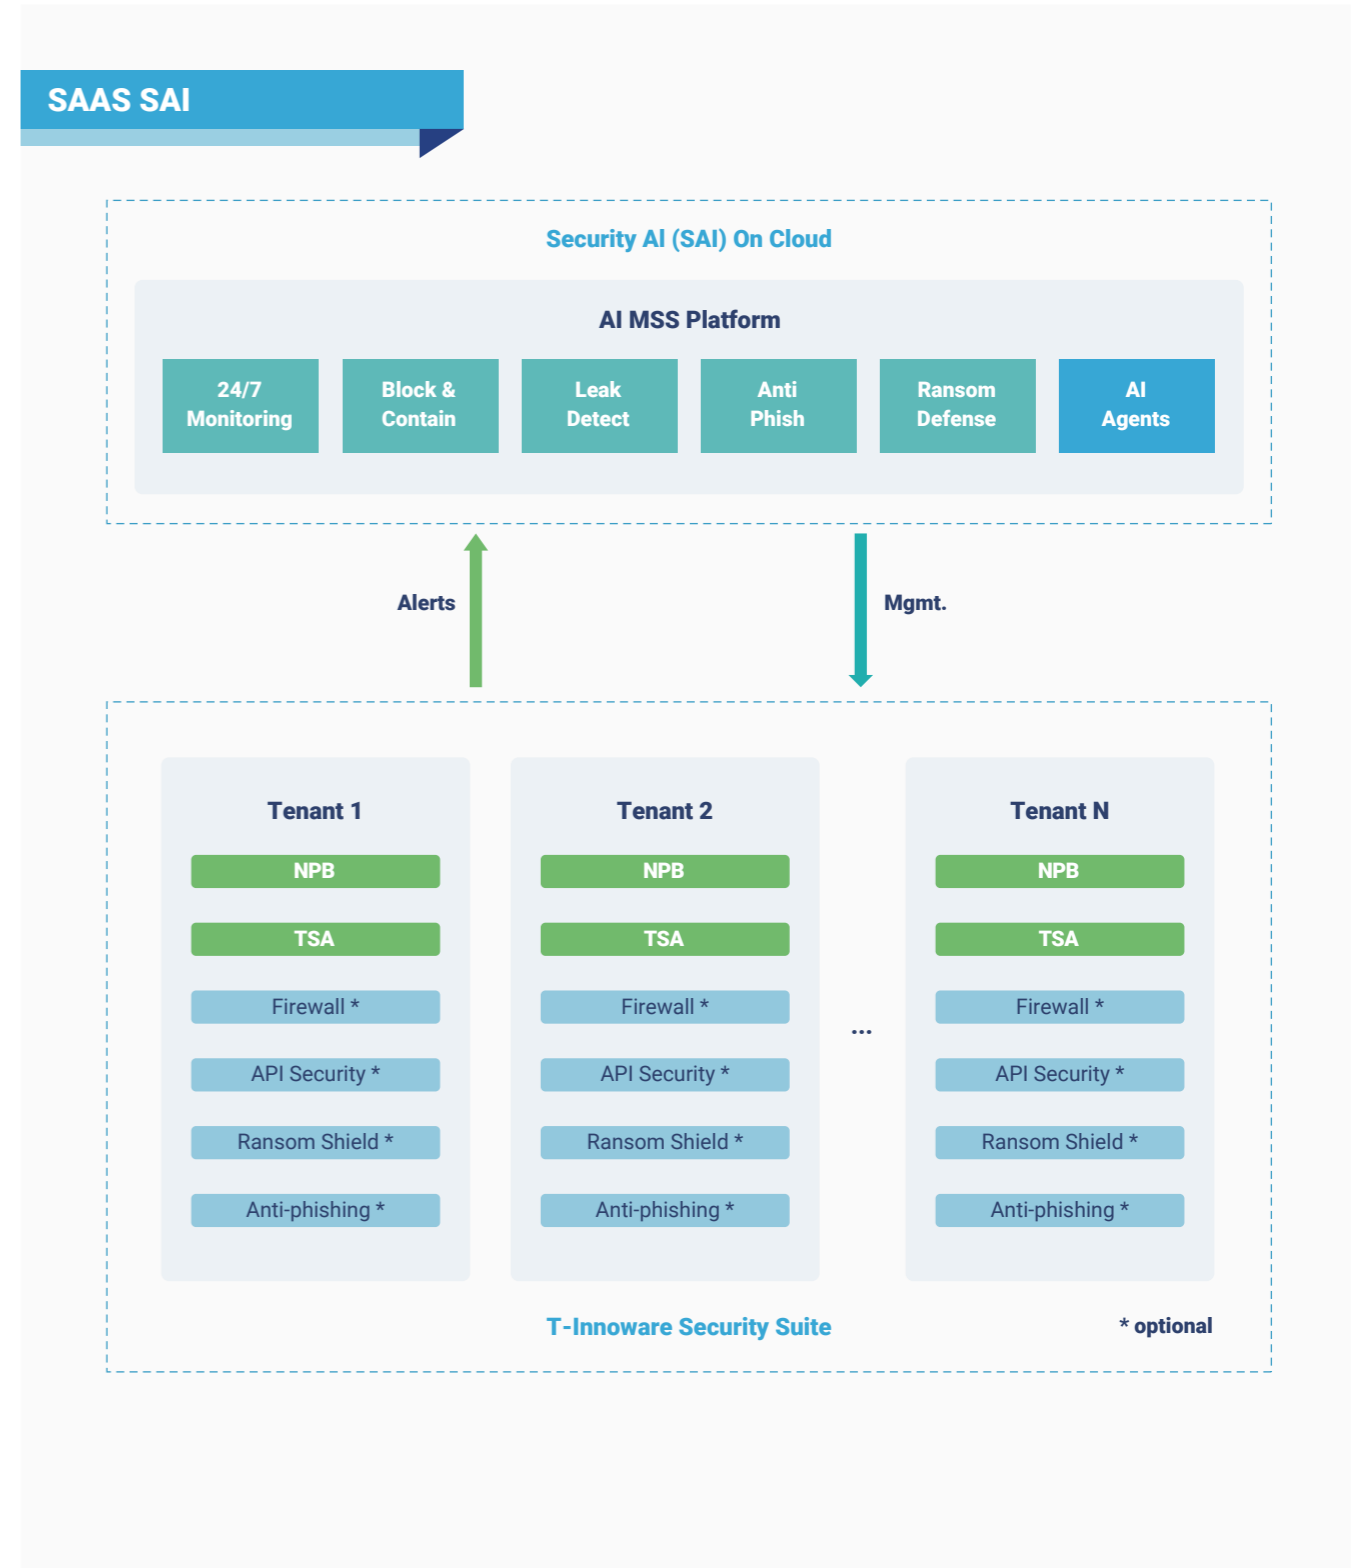 SAAS SAI
Security AI (SAI) On Cloud
AI MSS Platform
24/7
Monitoring
Block &
Contain
Leak
Detect
Anti
Phish
Ransom
Defense
AI
Agents
Alerts
Mgmt.
Tenant 1
NPB
TSA
Firewall *
API Security *
Ransom Shield *
Anti-phishing *
Tenant 2
NPB
TSA
Firewall *
API Security *
Ransom Shield *
Anti-phishing *
...
Tenant N
NPB
TSA
Firewall *
API Security *
Ransom Shield *
Anti-phishing *
T-Innoware Security Suite
* optional